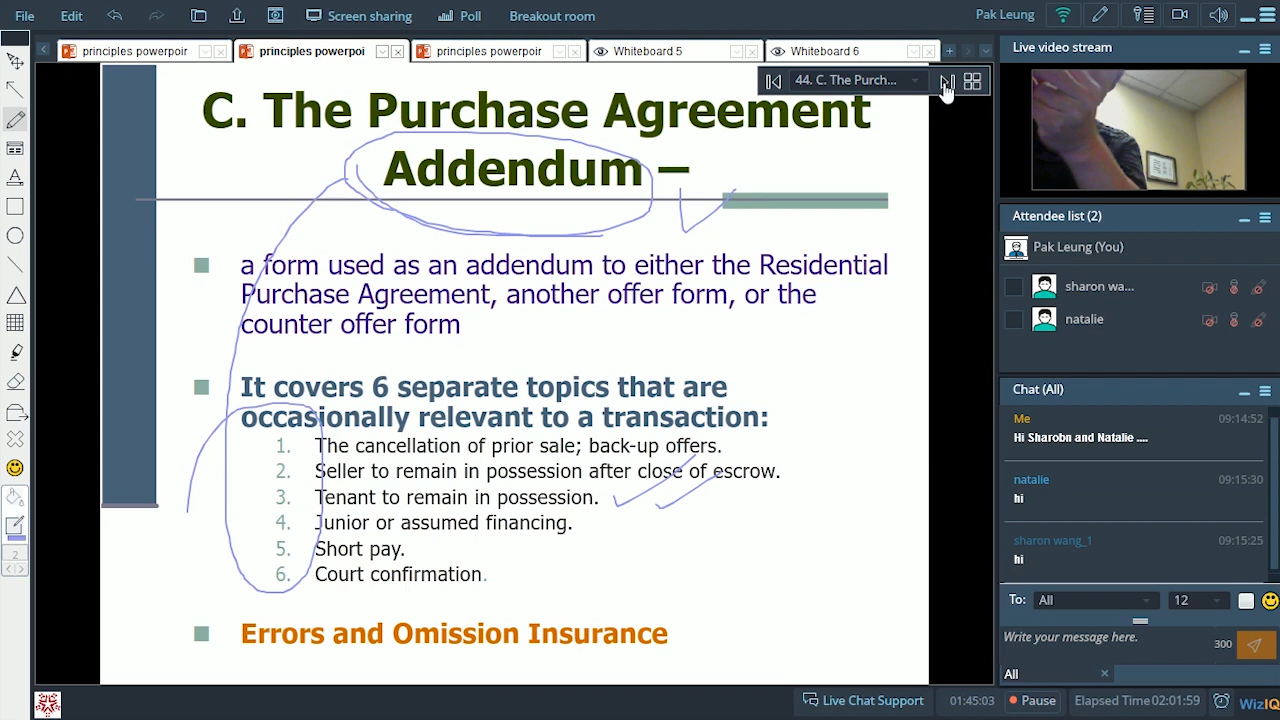 File Edit Screen sharing Poll Breakout room Pak Leung
principles powerpoir principles powerpoi principles powerpoir Whiteboard 5 Whiteboard 6
44. C. The Purch...
C. The Purchase Agreement
Addendum –
a form used as an addendum to either the Residential
Purchase Agreement, another offer form, or the
counter offer form
It covers 6 separate topics that are
occasionally relevant to a transaction:
1. The cancellation of prior sale; back-up offers.
2. Seller to remain in possession after close of escrow.
3. Tenant to remain in possession.
4. Junior or assumed financing.
5. Short pay.
6. Court confirmation.
Errors and Omission Insurance
2
Live video stream
Attendee list (2)
Pak Leung (You)
sharon wa...
natalie
Chat (All)
Me 09:14:52
Hi Sharobn and Natalie ....
natalie 09:15:30
hi
sharon wang_1 09:15:25
hi
To: All 12
Write your message here. 300
All
Live Chat Support 01:45:03 Pause Elapsed Time 02:01:59 WizIQ